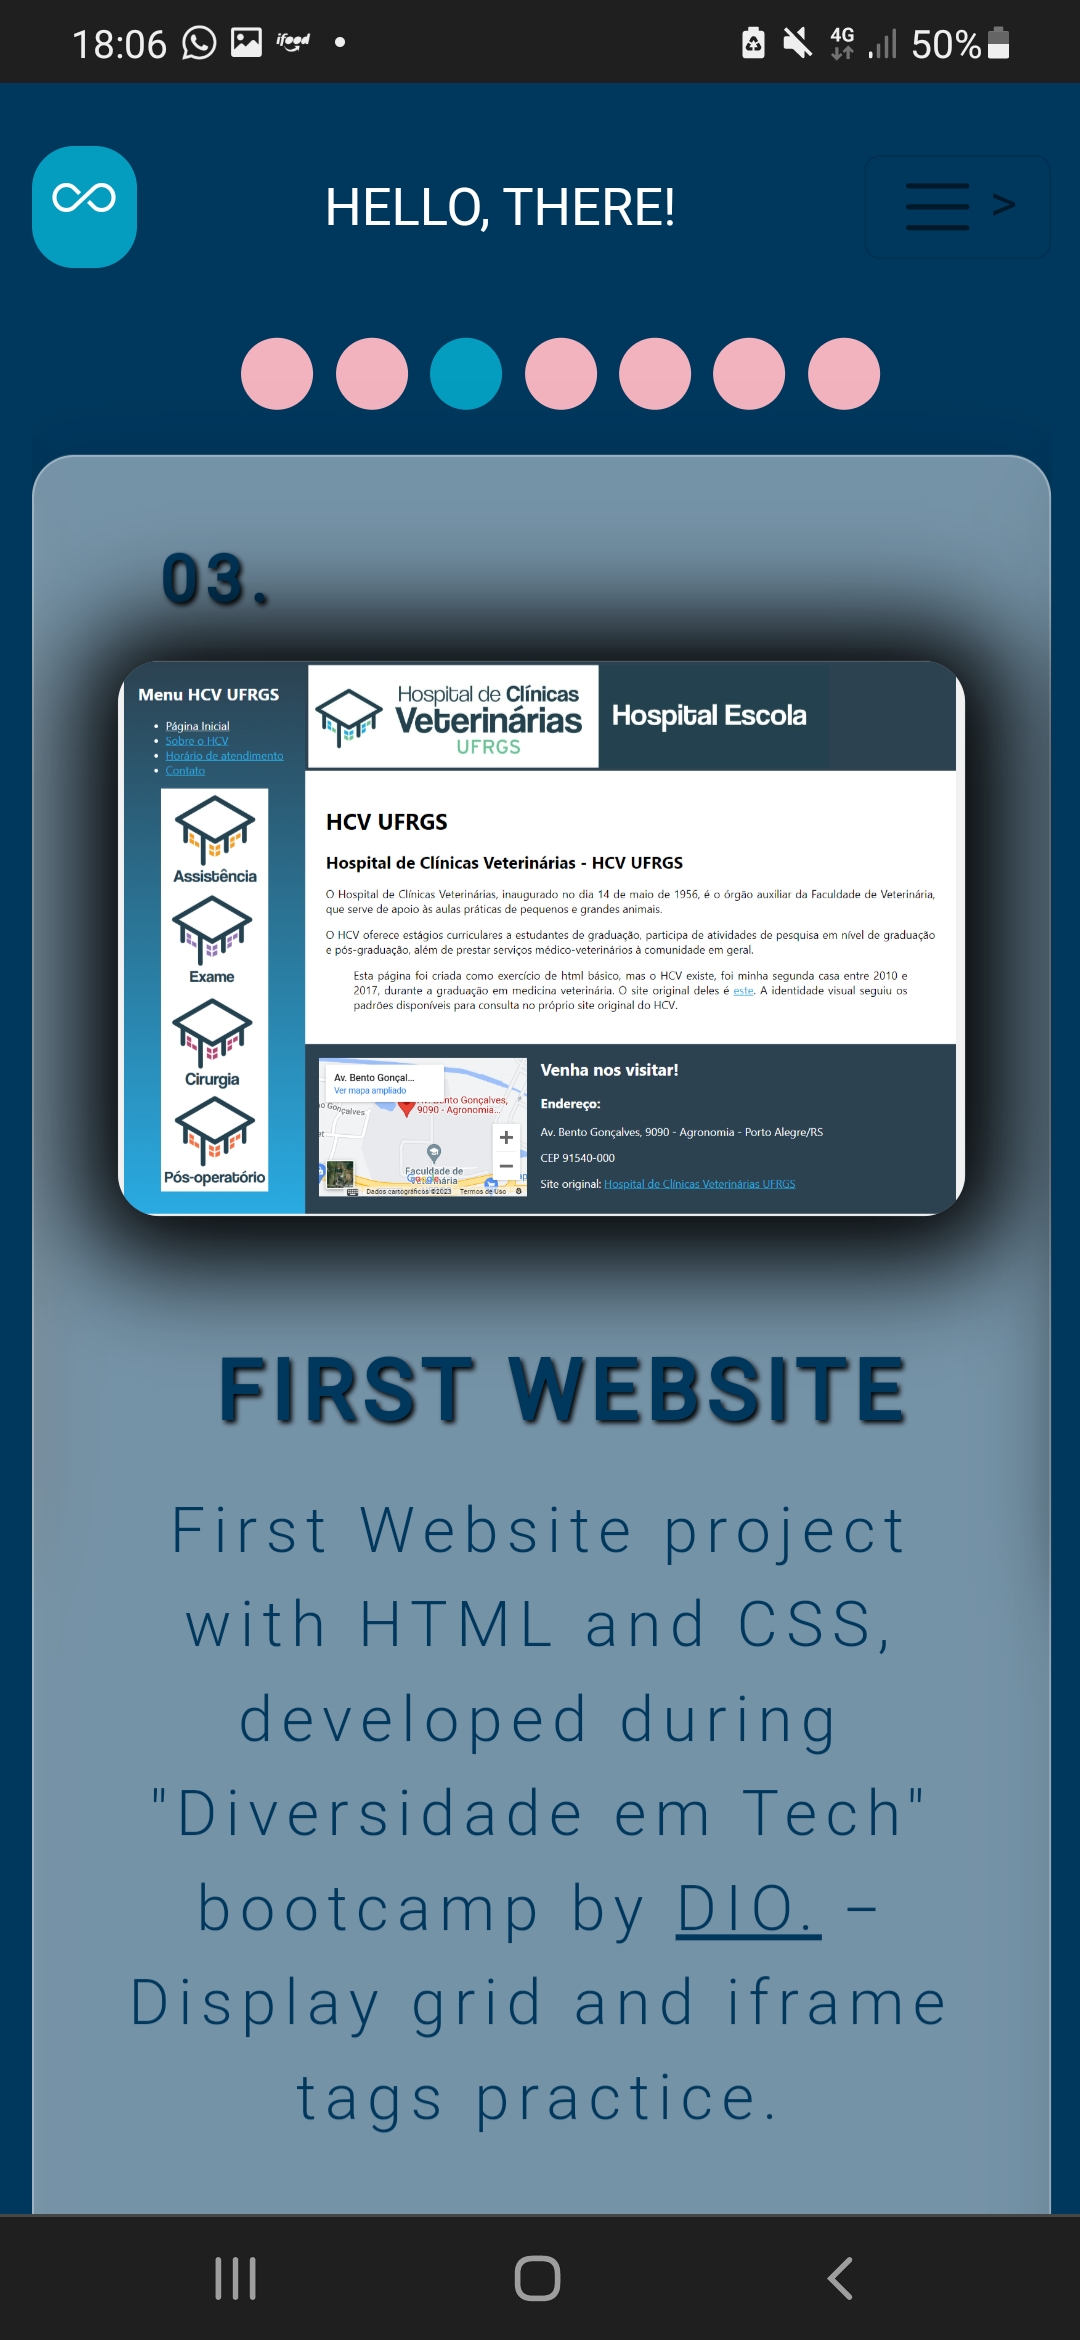 18:06
ifood
4G
50%
HELLO, THERE!
>
03.
Menu HCV UFRGS
Página Inicial
Sobre o HCV
Horário de atendimento
Contato
Assistência
Exame
Cirurgia
Pós-operatório
Hospital de Clínicas
Veterinárias
UFRGS
Hospital Escola
HCV UFRGS
Hospital de Clínicas Veterinárias - HCV UFRGS
O Hospital de Clínicas Veterinárias, inaugurado no dia 14 de maio de 1956, é o órgão auxiliar da Faculdade de Veterinária,
que serve de apoio às aulas práticas de pequenos e grandes animais.
O HCV oferece estágios curriculares a estudantes de graduação, participa de atividades de pesquisa em nível de graduação
e pós-graduação, além de prestar serviços médico-veterinários à comunidade em geral.
Esta página foi criada como exercício de html básico, mas o HCV existe, foi minha segunda casa entre 2010 e
2017, durante a graduação em medicina veterinária. O site original deles é este. A identidade visual seguiu os
padrões disponíveis para consulta no próprio site original do HCV.
Av. Bento Gonçal...
Ver mapa ampliado
o Gonçalves
Bento Gonçalves,
9090 - Agronomia...
Faculdade de
Google
Dados cartográficos ©2023 Termos de Uso
Venha nos visitar!
Endereço:
Av. Bento Gonçalves, 9090 - Agronomia - Porto Alegre/RS
CEP 91540-000
Site original: Hospital de Clínicas Veterinárias UFRGS
FIRST WEBSITE
First Website project
with HTML and CSS,
developed during
"Diversidade em Tech"
bootcamp by DIO. –
Display grid and iframe
tags practice.